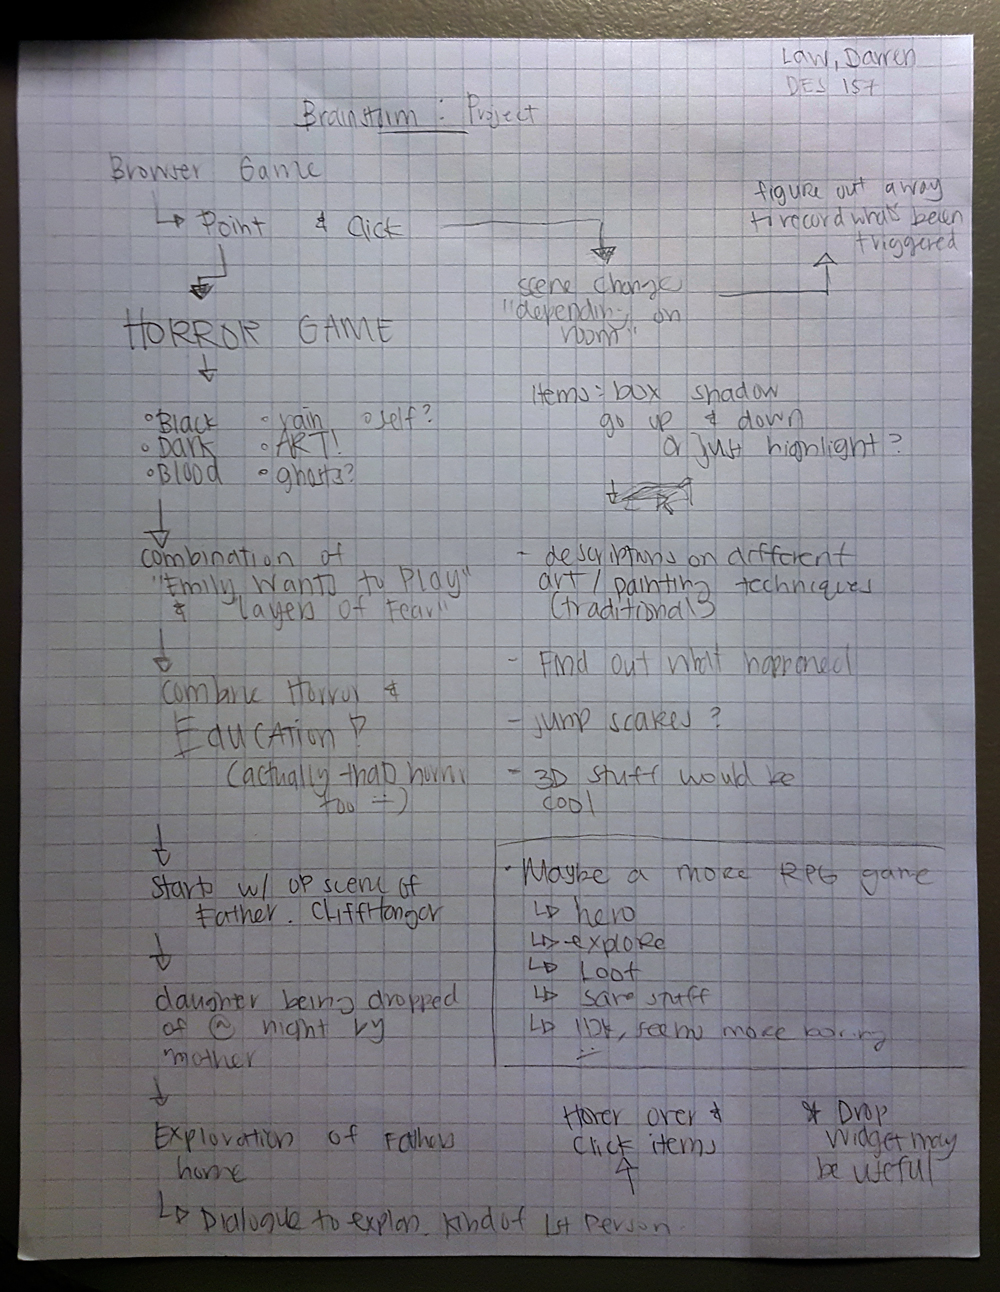 Law, Darren
DES 157
Brainstorm : Project
Browser Game
Point & Click
HORROR GAME
Black
Dark
Blood
rain
ART!
ghosts?
self?
combination of
"Emily Wants to Play"
& "layers of Fear"
combine Horror &
EducATion?
(actually that
too =)
Starts w/ OP scene of
Father. CliffHanger
daughter being dropped
of @ night by
mother
Exploration of Fathers
home
Dialogue to explain. Kind of 1st Person
scene change
"depending on
room"
figure out a way
to record what's been
triggered
Items: box shadow
go up & down
or just highlight?
- descriptions on different
art / painting techniques
(traditional)
- Find out what happened
- jump scares?
- 3D stuff would be
cool
Maybe a more RPG game
hero
explore
Loot
save stuff
IDK, seems more boring
Hover over &
click items
* Drop
widget may
be useful